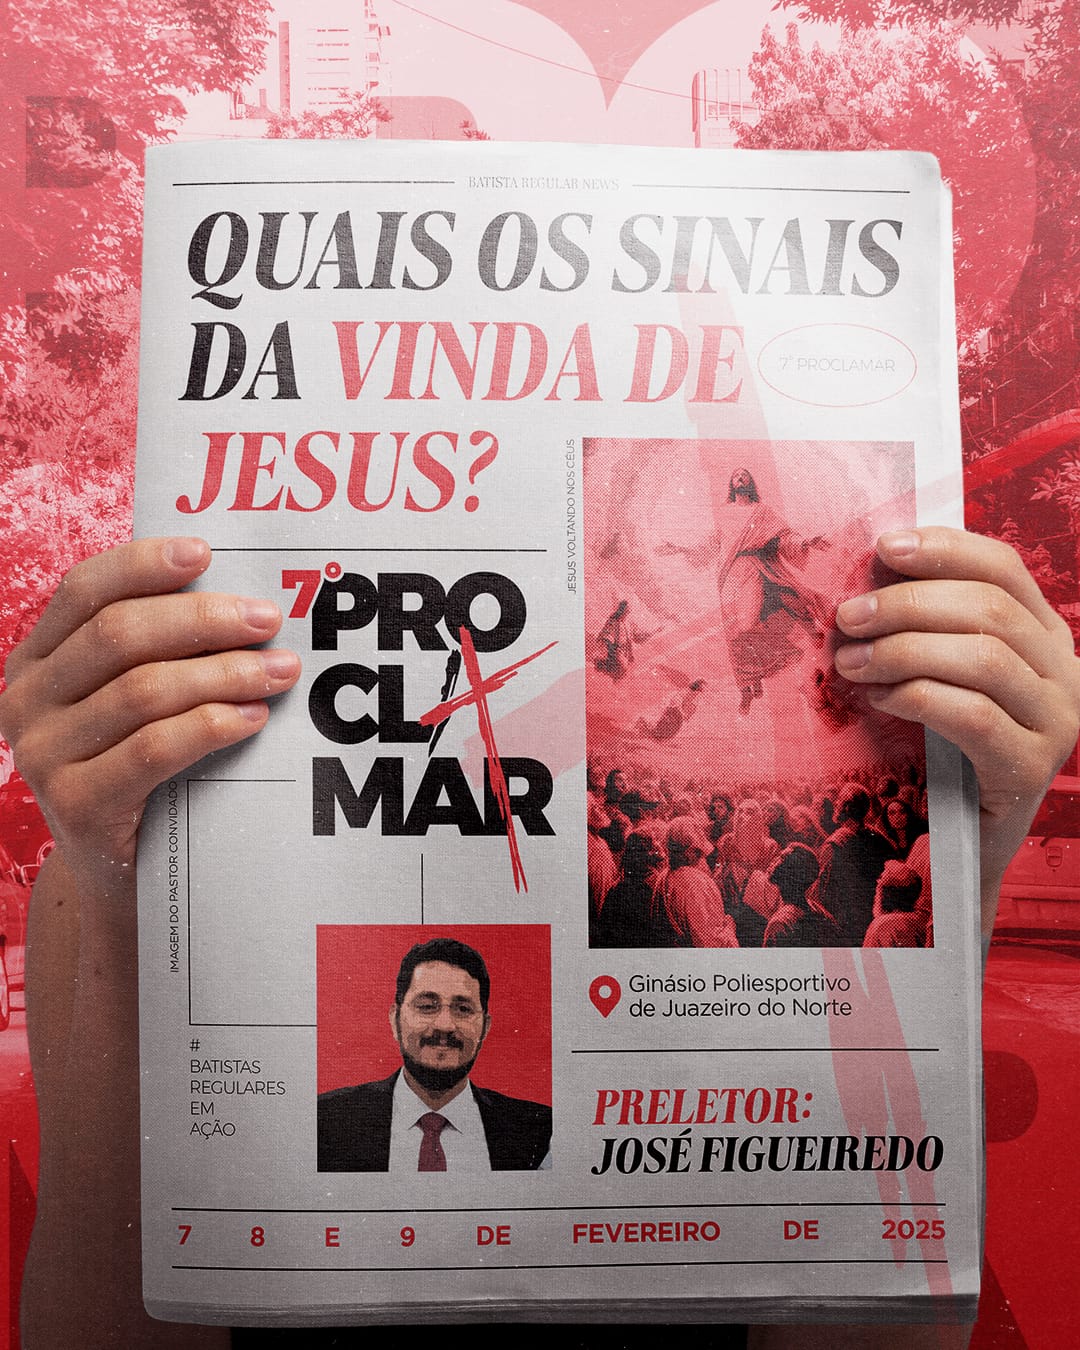 BATISTA REGULAR NEWS
QUAIS OS SINAIS
DA VINDA DE
JESUS?
7º PROCLAMAR
JESUS VOLTANDO NOS CÉUS
7º PRO
CLA
MAR
IMAGEM DO PASTOR CONVIDADO
#
BATISTAS
REGULARES
EM
AÇÃO
Ginásio Poliesportivo
de Juazeiro do Norte
PRELETOR:
JOSÉ FIGUEIREDO
7 8 E 9 DE FEVEREIRO DE 2025